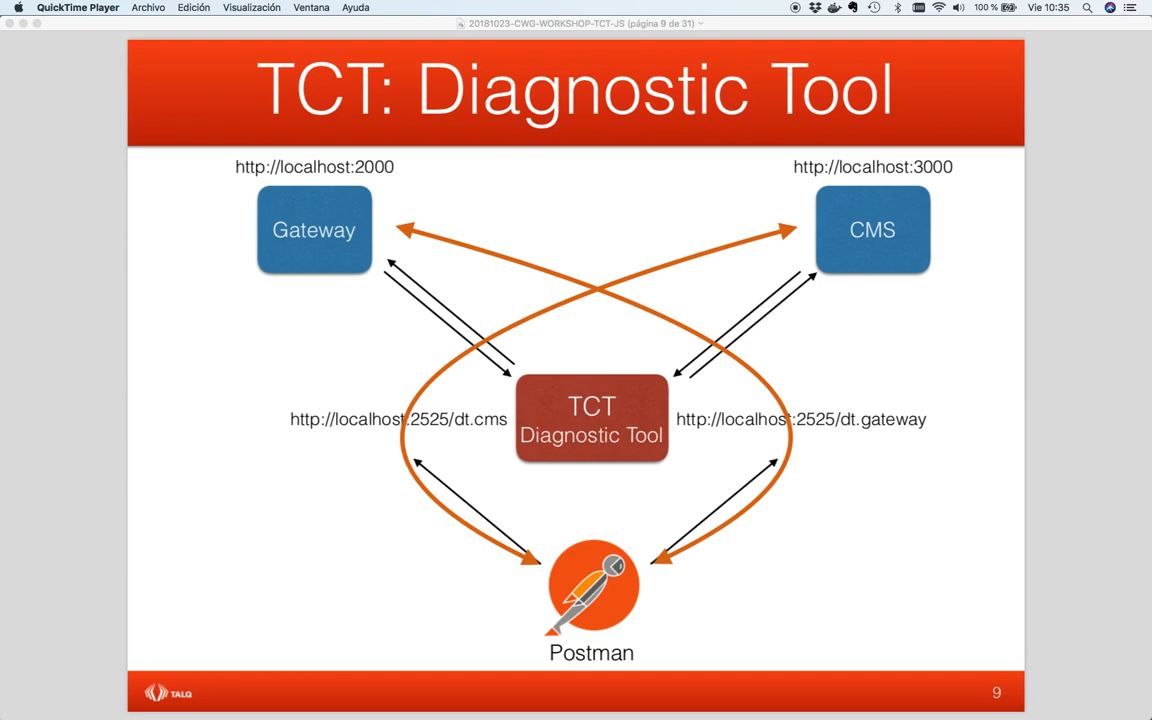 QuickTime Player Archivo Edición Visualización Ventana Ayuda 100 % Vie 10:35
20181023-CWG-WORKSHOP-TCT-JS (página 9 de 31)
TCT: Diagnostic Tool
http://localhost:2000
http://localhost:3000
Gateway
CMS
TCT
Diagnostic Tool
http://localhost:2525/dt.cms
http://localhost:2525/dt.gateway
Postman
TALQ
9